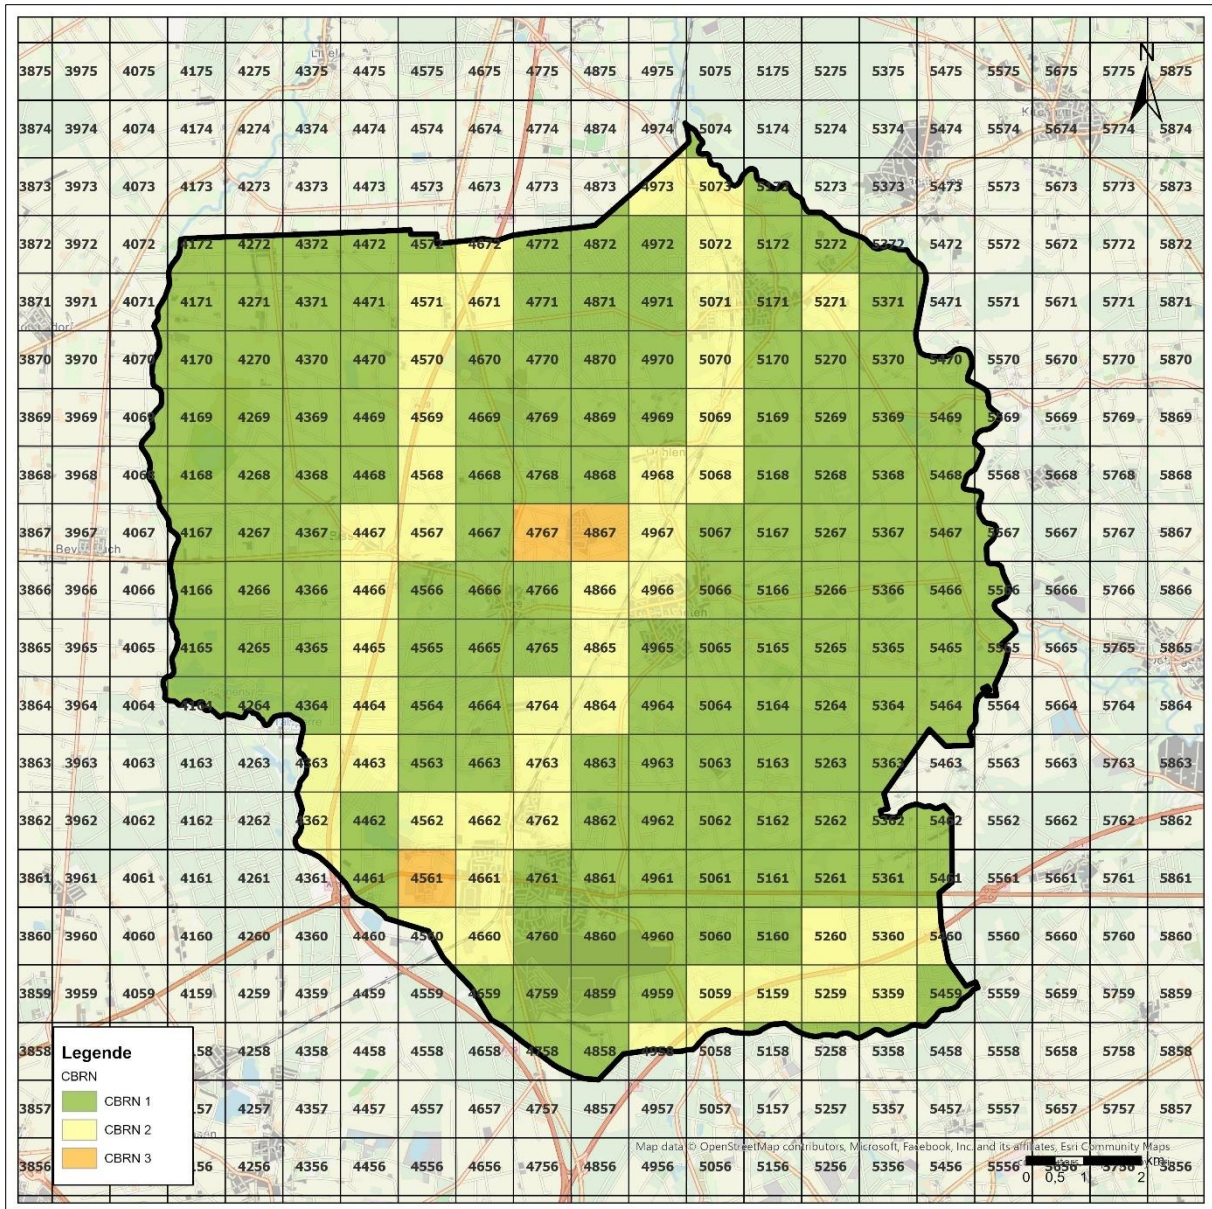 N
3875 3975 4075 4175 4275 4375 4475 4575 4675 4775 4875 4975 5075 5175 5275 5375 5475 5575 5675 5775 5875
3874 3974 4074 4174 4274 4374 4474 4574 4674 4774 4874 4974 5074 5174 5274 5374 5474 5574 5674 5774 5874
3873 3973 4073 4173 4273 4373 4473 4573 4673 4773 4873 4973 5073 5173 5273 5373 5473 5573 5673 5773 5873
3872 3972 4072 4172 4272 4372 4472 4572 4672 4772 4872 4972 5072 5172 5272 5372 5472 5572 5672 5772 5872
3871 3971 4071 4171 4271 4371 4471 4571 4671 4771 4871 4971 5071 5171 5271 5371 5471 5571 5671 5771 5871
3870 3970 4070 4170 4270 4370 4470 4570 4670 4770 4870 4970 5070 5170 5270 5370 5470 5570 5670 5770 5870
3869 3969 4069 4169 4269 4369 4469 4569 4669 4769 4869 4969 5069 5169 5269 5369 5469 5569 5669 5769 5869
3868 3968 4068 4168 4268 4368 4468 4568 4668 4768 4868 4968 5068 5168 5268 5368 5468 5568 5668 5768 5868
3867 3967 4067 4167 4267 4367 4467 4567 4667 4767 4867 4967 5067 5167 5267 5367 5467 5567 5667 5767 5867
3866 3966 4066 4166 4266 4366 4466 4566 4666 4766 4866 4966 5066 5166 5266 5366 5466 5566 5666 5766 5866
3865 3965 4065 4165 4265 4365 4465 4565 4665 4765 4865 4965 5065 5165 5265 5365 5465 5565 5665 5765 5865
3864 3964 4064 4164 4264 4364 4464 4564 4664 4764 4864 4964 5064 5164 5264 5364 5464 5564 5664 5764 5864
3863 3963 4063 4163 4263 4363 4463 4563 4663 4763 4863 4963 5063 5163 5263 5363 5463 5563 5663 5763 5863
3862 3962 4062 4162 4262 4362 4462 4562 4662 4762 4862 4962 5062 5162 5262 5362 5462 5562 5662 5762 5862
3861 3961 4061 4161 4261 4361 4461 4561 4661 4761 4861 4961 5061 5161 5261 5361 5461 5561 5661 5761 5861
3860 3960 4060 4160 4260 4360 4460 4560 4660 4760 4860 4960 5060 5160 5260 5360 5460 5560 5660 5760 5860
3859 3959 4059 4159 4259 4359 4459 4559 4659 4759 4859 4959 5059 5159 5259 5359 5459 5559 5659 5759 5859
3858 158 4258 4358 4458 4558 4658 4758 4858 4958 5058 5158 5258 5358 5458 5558 5658 5758 5858
3857 157 4257 4357 4457 4557 4657 4757 4857 4957 5057 5157 5257 5357 5457 5557 5657 5757 5857
3856 156 4256 4356 4456 4556 4656 4756 4856 4956 5056 5156 5256 5356 5456 5556 5656 5756 3856
Legende
CBRN
CBRN 1
CBRN 2
CBRN 3
Map data © OpenStreetMap contributors, Microsoft, Facebook, Inc. and its affiliates, Esri Community Maps
Km
0 0,5 1 2